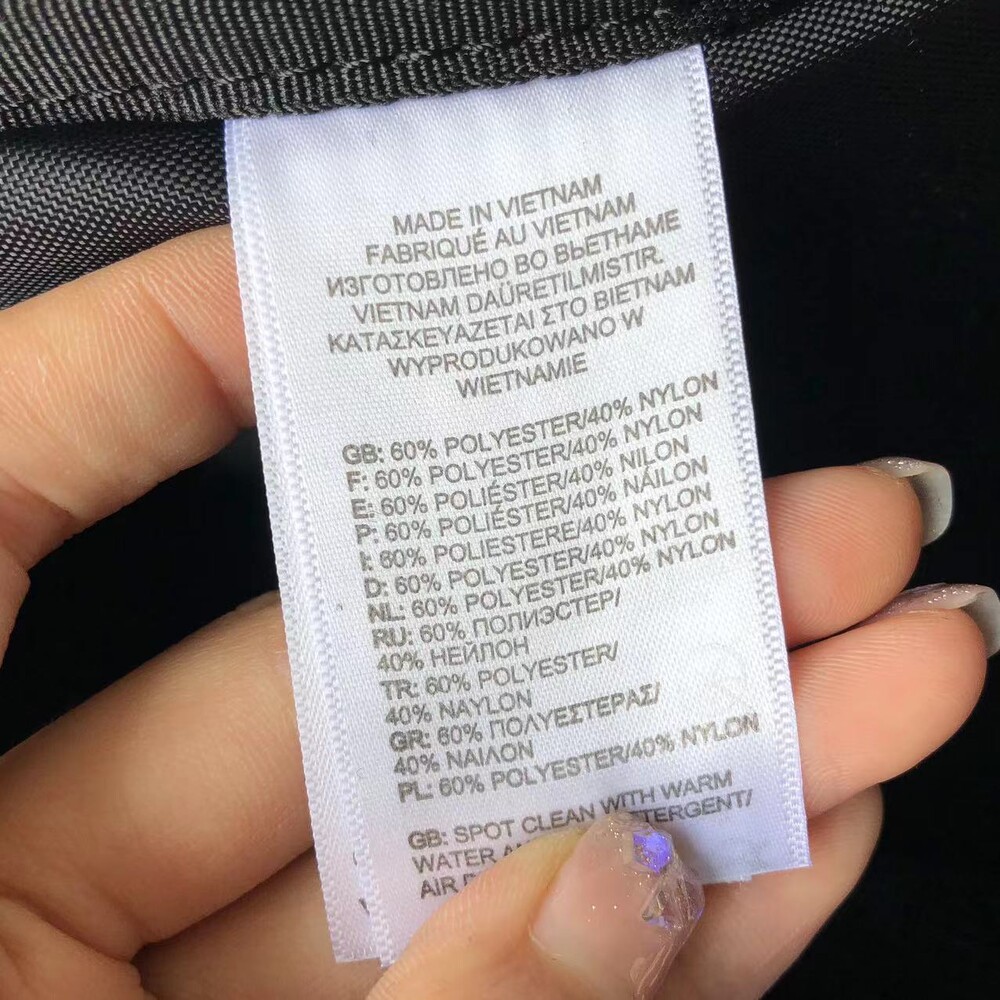 MADE IN VIETNAM
FABRIQUÉ AU VIETNAM
ИЗГОТОВЛЕНО ВО ВЬЕТНАМЕ
VIETNAM DAÜRETILMISTIR.
ΚΑΤΑΣΚΕΥΑΖΕΤΑΙ ΣΤΟ ΒΙΕΤΝΑΜ
WYPRODUKOWANO W
WIETNAMIE
GB: 60% POLYESTER/40% NYLON
F: 60% POLYESTER/40% NYLON
E: 60% POLIÉSTER/40% NILON
P: 60% POLIÉSTER/40% NÁILON
I: 60% POLIESTERE/40% NYLON
D: 60% POLYESTER/40% NYLON
NL: 60% POLYESTER/40% NYLON
RU: 60% ПОЛИЭСТЕР/
40% НЕЙЛОН
TR: 60% POLYESTER/
40% NAYLON
GR: 60% ΠΟΛΥΕΣΤΕΡΑΣ/
40% ΝΑΙΛΟΝ
PL: 60% POLYESTER/40% NYLON
GB: SPOT CLEAN WITH WARM
WATER
AIR